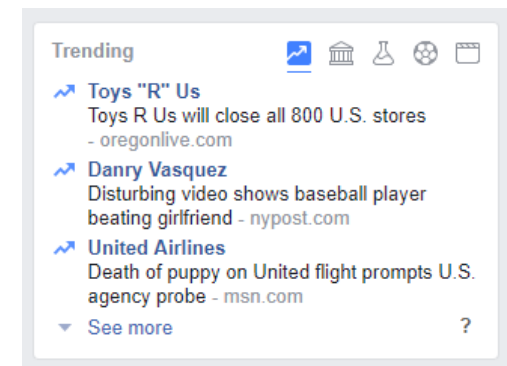 Trending
Toys "R" Us
Toys R Us will close all 800 U.S. stores
- oregonlive.com
Danry Vasquez
Disturbing video shows baseball player
beating girlfriend - nypost.com
United Airlines
Death of puppy on United flight prompts U.S.
agency probe - msn.com
See more ?